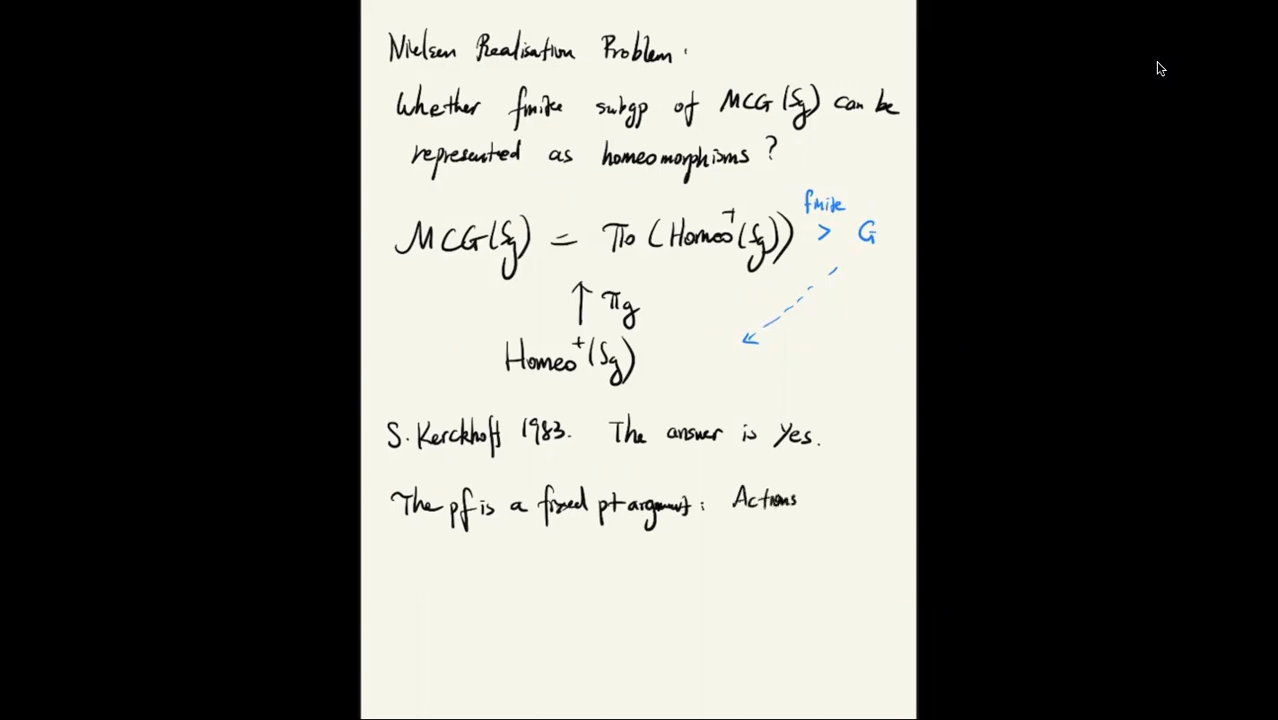 Nielsen Realisation Problem.
Whether finite subgp of MCG(Sg) can be
represented as homeomorphisms?
finite
MCG(Sg) = π0(Homeo+(Sg)) > G
↑ πg
Homeo+(Sg)
S. Kerckhoff 1983. The answer is Yes.
The pf is a fixed pt argument: Actions